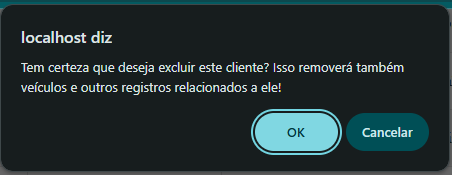 localhost diz
Tem certeza que deseja excluir este cliente? Isso removerá também
veículos e outros registros relacionados a ele!
OK
Cancelar